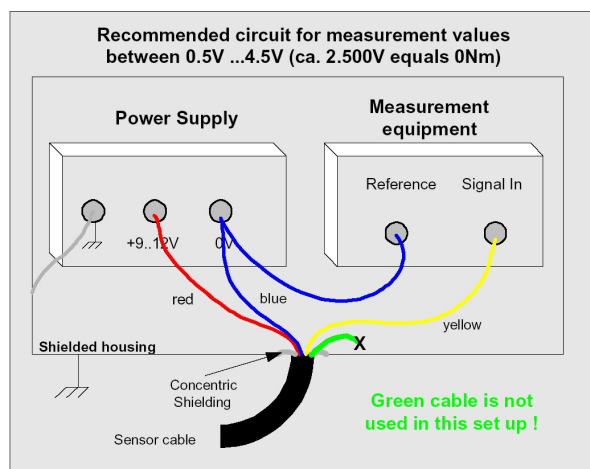 Recommended circuit for measurement values
between 0.5V ...4.5V (ca. 2.500V equals 0Nm)
Power Supply
Measurement
equipment
Reference
Signal In
+9..12V
0V
red
blue
yellow
X
Shielded housing
Concentric
Shielding
Sensor cable
Green cable is not
used in this set up !